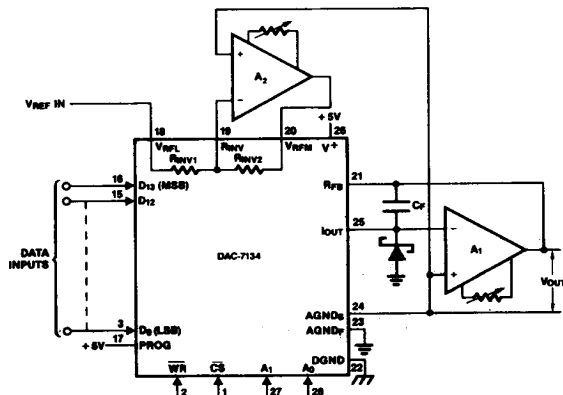 +
A2
−
VREF IN
+ 5V
18
19
20
26
VRFL
RINV
VRFM
V+
RINV1
RINV2
16
D13 (MSB)
15
D12
RFB
21
CF
IOUT
25
−
A1
+
VOUT
DATA
INPUTS
DAC-7134
AGNDS
24
AGNDF
23
3
D0 (LSB)
17
+ 5V
PROG
DGND
22
WR
CS
A1
A0
2
1
27
28